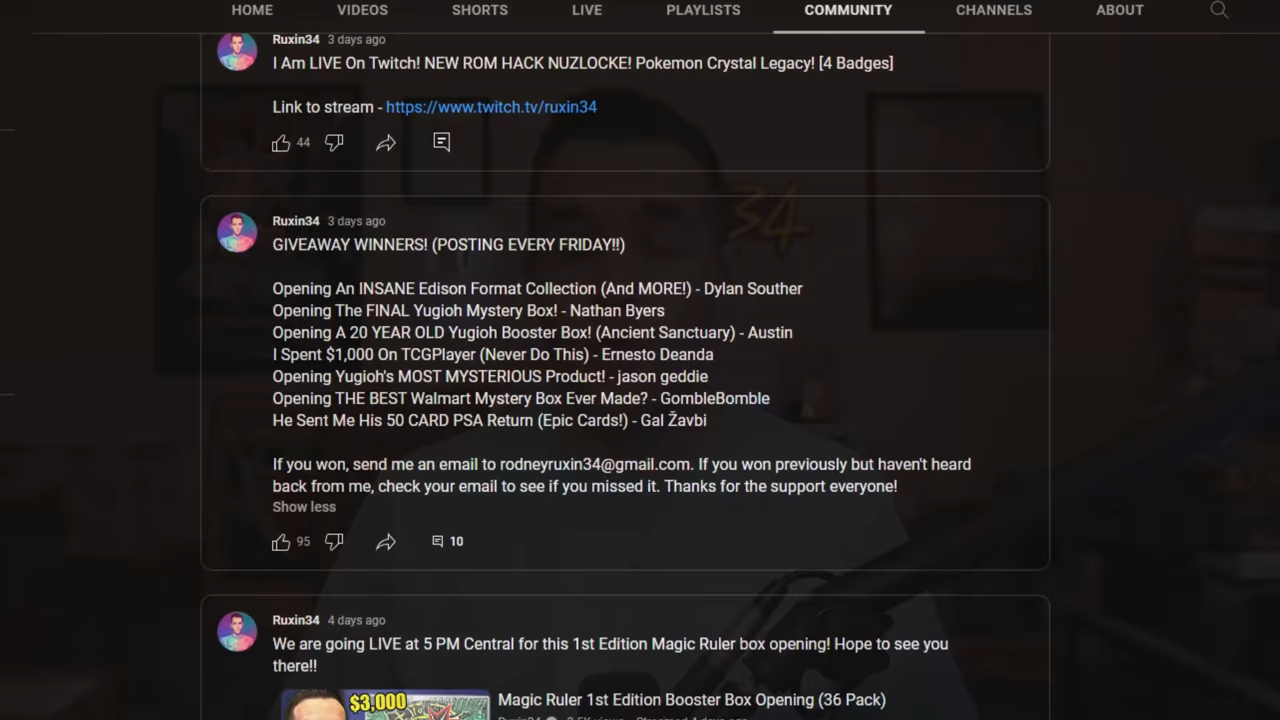 HOME VIDEOS SHORTS LIVE PLAYLISTS COMMUNITY CHANNELS ABOUT
Ruxin34 3 days ago
I Am LIVE On Twitch! NEW ROM HACK NUZLOCKE! Pokemon Crystal Legacy! [4 Badges]
Link to stream - https://www.twitch.tv/ruxin34
44
34
Ruxin34 3 days ago
GIVEAWAY WINNERS! (POSTING EVERY FRIDAY!!)
Opening An INSANE Edison Format Collection (And MORE!) - Dylan Souther
Opening The FINAL Yugioh Mystery Box! - Nathan Byers
Opening A 20 YEAR OLD Yugioh Booster Box! (Ancient Sanctuary) - Austin
I Spent $1,000 On TCGPlayer (Never Do This) - Ernesto Deanda
Opening Yugioh's MOST MYSTERIOUS Product! - jason geddie
Opening THE BEST Walmart Mystery Box Ever Made? - GombleBomble
He Sent Me His 50 CARD PSA Return (Epic Cards!) - Gal Žavbi
If you won, send me an email to rodneyruxin34@gmail.com. If you won previously but haven't heard
back from me, check your email to see if you missed it. Thanks for the support everyone!
Show less
95 10
Ruxin34 4 days ago
We are going LIVE at 5 PM Central for this 1st Edition Magic Ruler box opening! Hope to see you
there!!
$3,000
Magic Ruler 1st Edition Booster Box Opening (36 Pack)